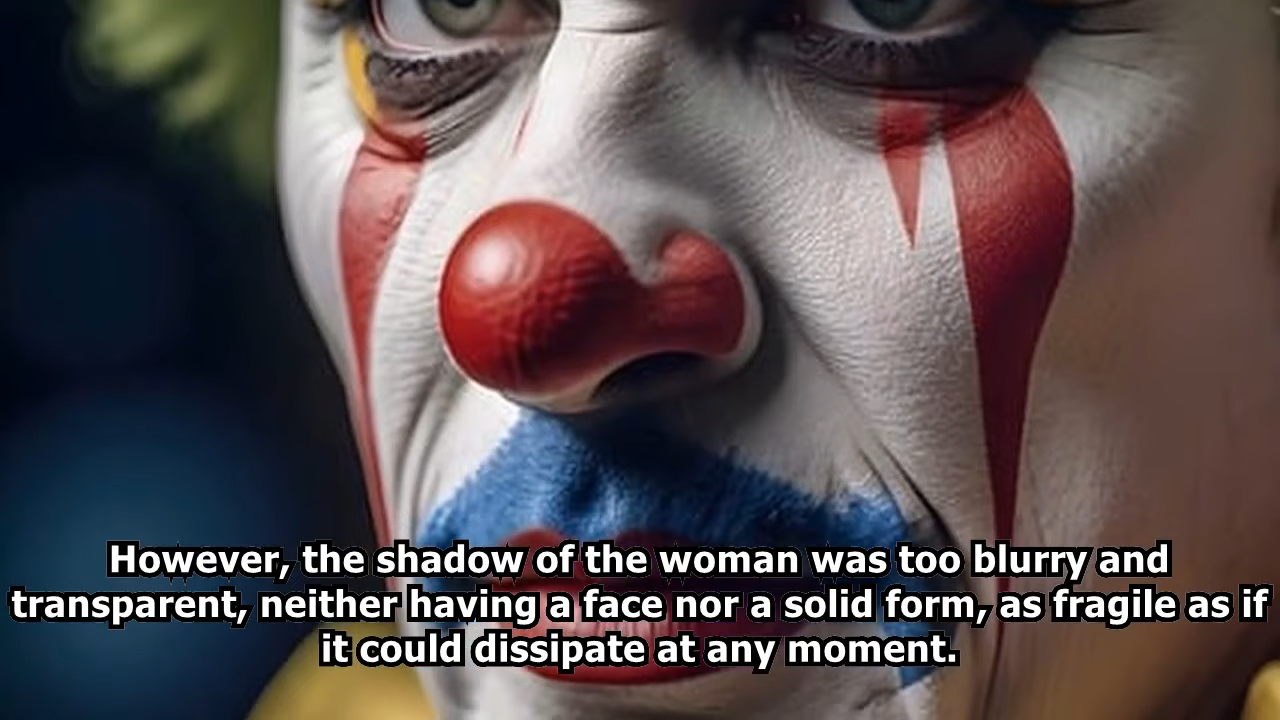 However, the shadow of the woman was too blurry and
transparent, neither having a face nor a solid form, as fragile as if
it could dissipate at any moment.